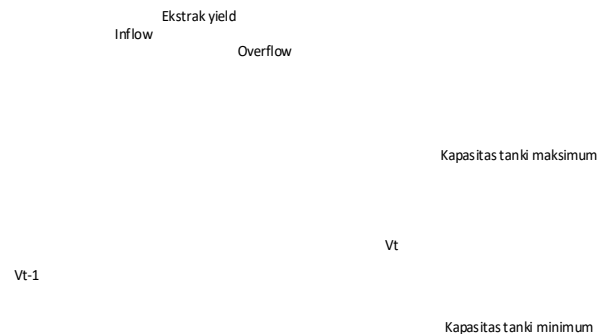 Ekstrak yield
Inflow
Overflow
Kapasitas tanki maksimum
Vt
Vt-1
Kapasitas tanki minimum